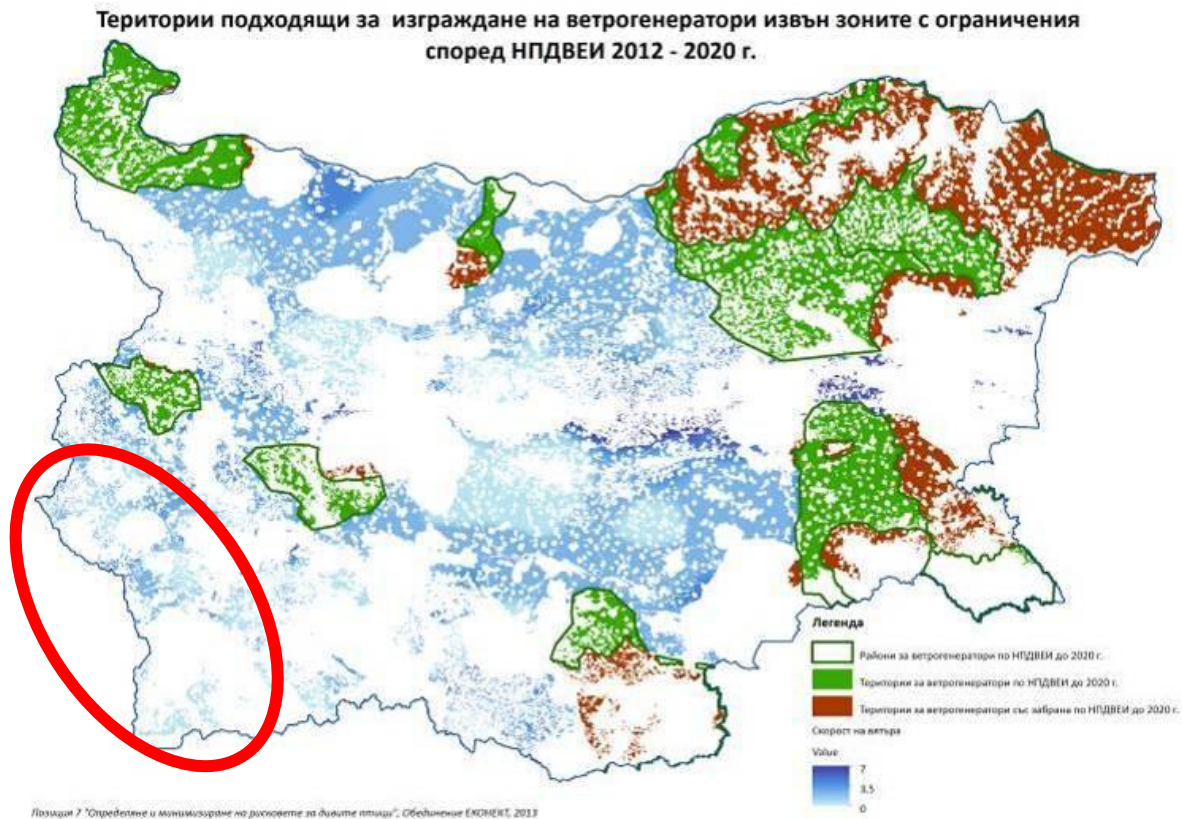 Територии подходящи за изграждане на ветрогенератори извън зоните с ограничения
според НПДВЕИ 2012 - 2020 г.
Легенда
Райони за ветрогенератори по НПДВЕИ до 2020 г.
Територии за ветрогенератори по НПДВЕИ до 2020 г.
Територии за ветрогенератори със забрана по НПДВЕИ до 2020 г.
Скорост на вятъра
Value
7
3,5
0
Позиция 7 "Определяне и минимизиране на рисковете за дивите птици", Обединение ЕКОНЕКТ, 2013